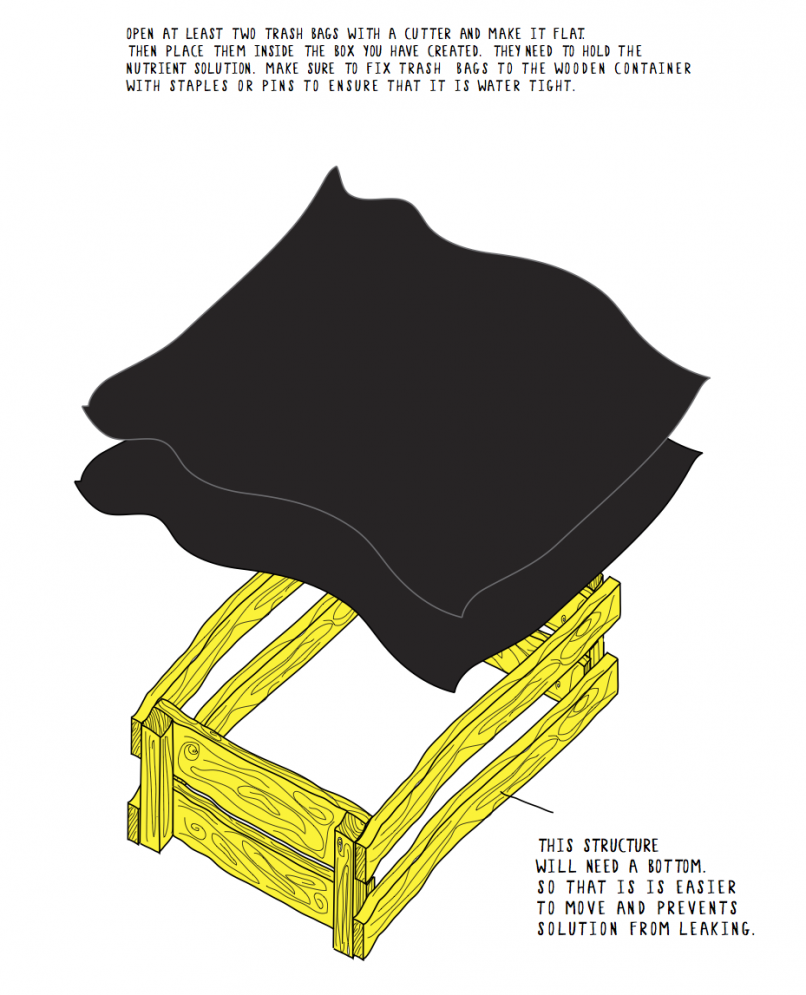 OPEN AT LEAST TWO TRASH BAGS WITH A CUTTER AND MAKE IT FLAT.
THEN PLACE THEM INSIDE THE BOX YOU HAVE CREATED. THEY NEED TO HOLD THE
NUTRIENT SOLUTION. MAKE SURE TO FIX TRASH BAGS TO THE WOODEN CONTAINER
WITH STAPLES OR PINS TO ENSURE THAT IT IS WATER TIGHT.
THIS STRUCTURE
WILL NEED A BOTTOM.
SO THAT IS IS EASIER
TO MOVE AND PREVENTS
SOLUTION FROM LEAKING.